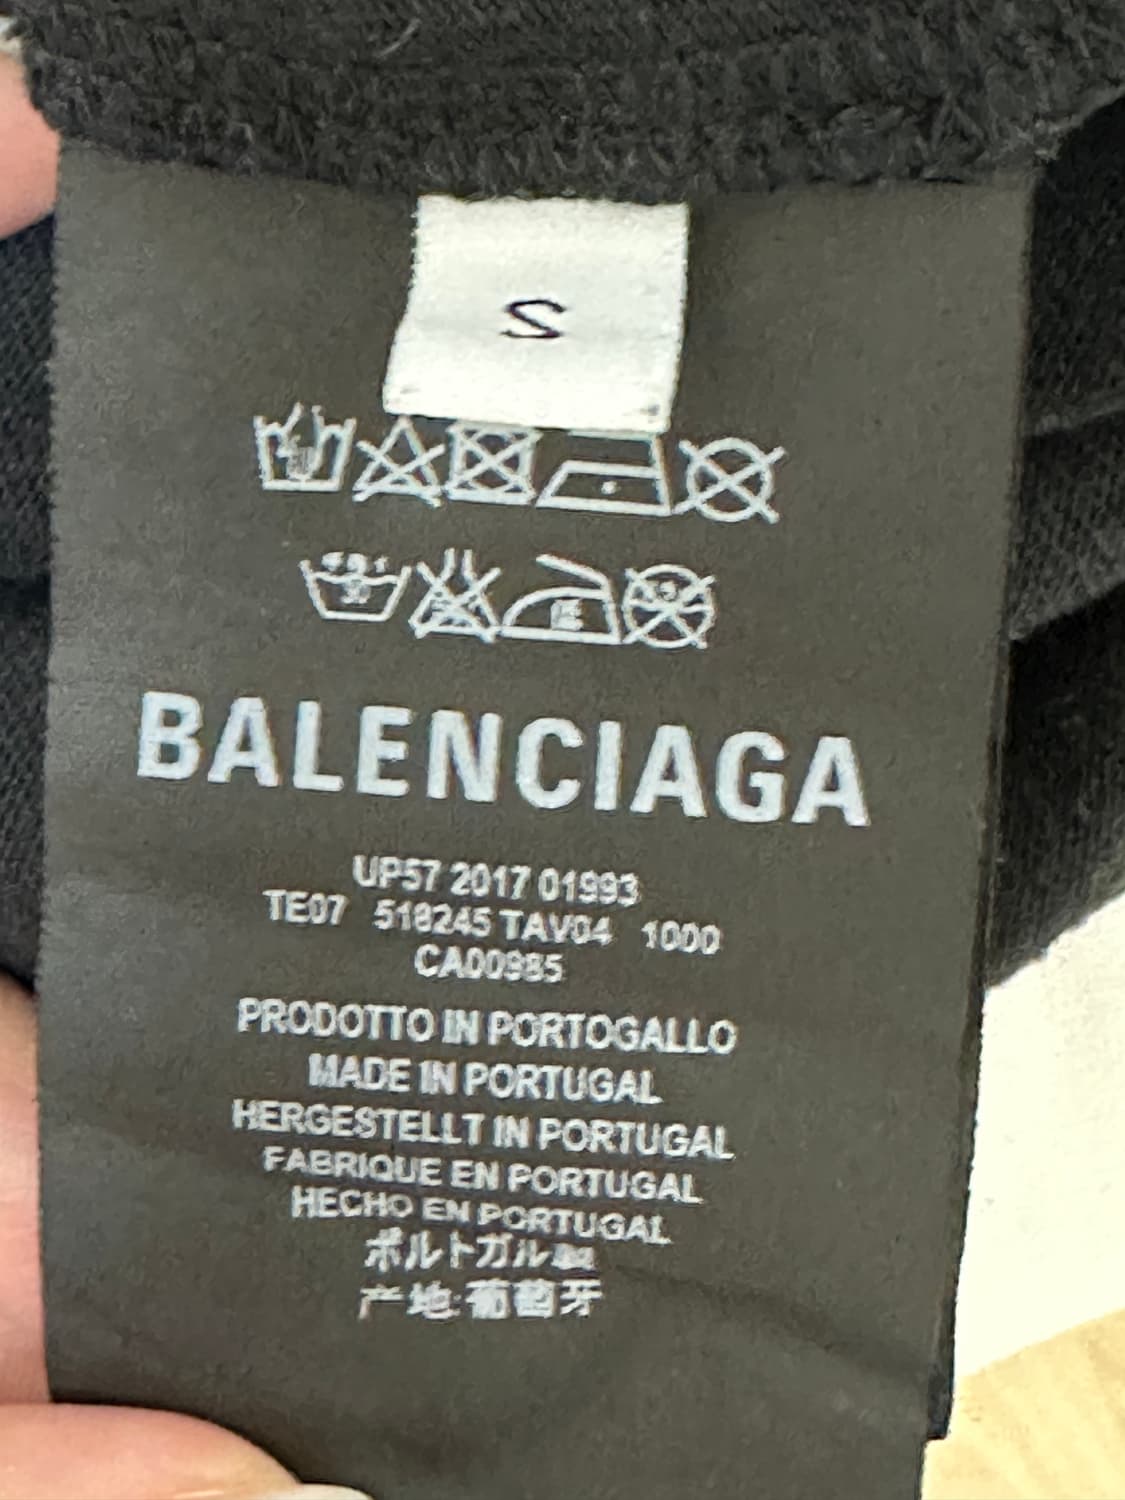 S
BALENCIAGA
UP57 2017 01993
TE07 518245 TAV04 1000
CA00985
PRODOTTO IN PORTOGALLO
MADE IN PORTUGAL
HERGESTELLT IN PORTUGAL
FABRIQUE EN PORTUGAL
HECHO EN PORTUGAL
ポルトガル製
产地:葡萄牙